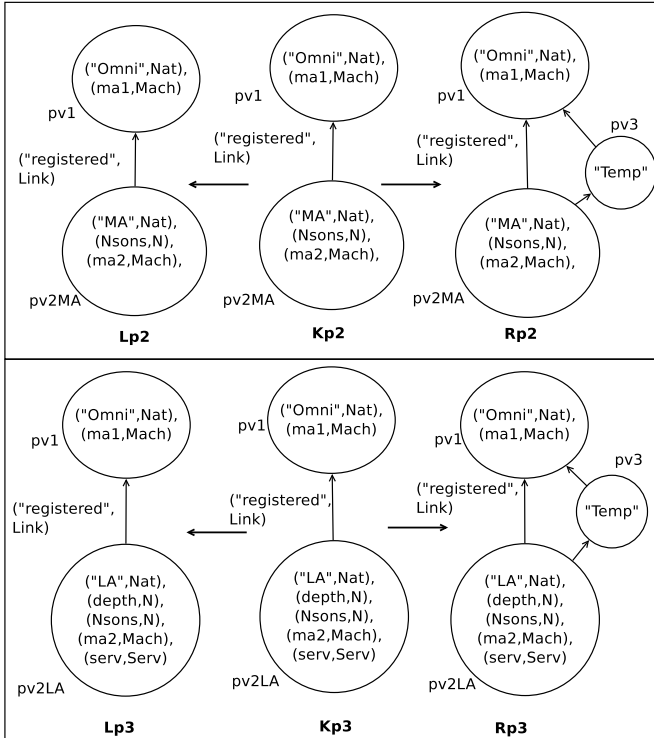 ("Omni",Nat),
(ma1,Mach)
pv1
("registered",
Link)
("MA",Nat),
(Nsons,N),
(ma2,Mach),
pv2MA
Lp2
("Omni",Nat),
(ma1,Mach)
pv1
("registered",
Link)
("MA",Nat),
(Nsons,N),
(ma2,Mach),
pv2MA
Kp2
("Omni",Nat),
(ma1,Mach)
pv1
pv3
("registered",
Link)
"Temp"
("MA",Nat),
(Nsons,N),
(ma2,Mach),
pv2MA
Rp2
("Omni",Nat),
(ma1,Mach)
pv1
("registered",
Link)
("LA",Nat),
(depth,N),
(Nsons,N),
(ma2,Mach),
(serv,Serv)
pv2LA
Lp3
("Omni",Nat),
(ma1,Mach)
pv1
("registered",
Link)
("LA",Nat),
(depth,N),
(Nsons,N),
(ma2,Mach),
(serv,Serv)
pv2LA
Kp3
("Omni",Nat),
(ma1,Mach)
pv1
pv3
("registered",
Link)
"Temp"
("LA",Nat),
(depth,N),
(Nsons,N),
(ma2,Mach),
(serv,Serv)
pv2LA
Rp3